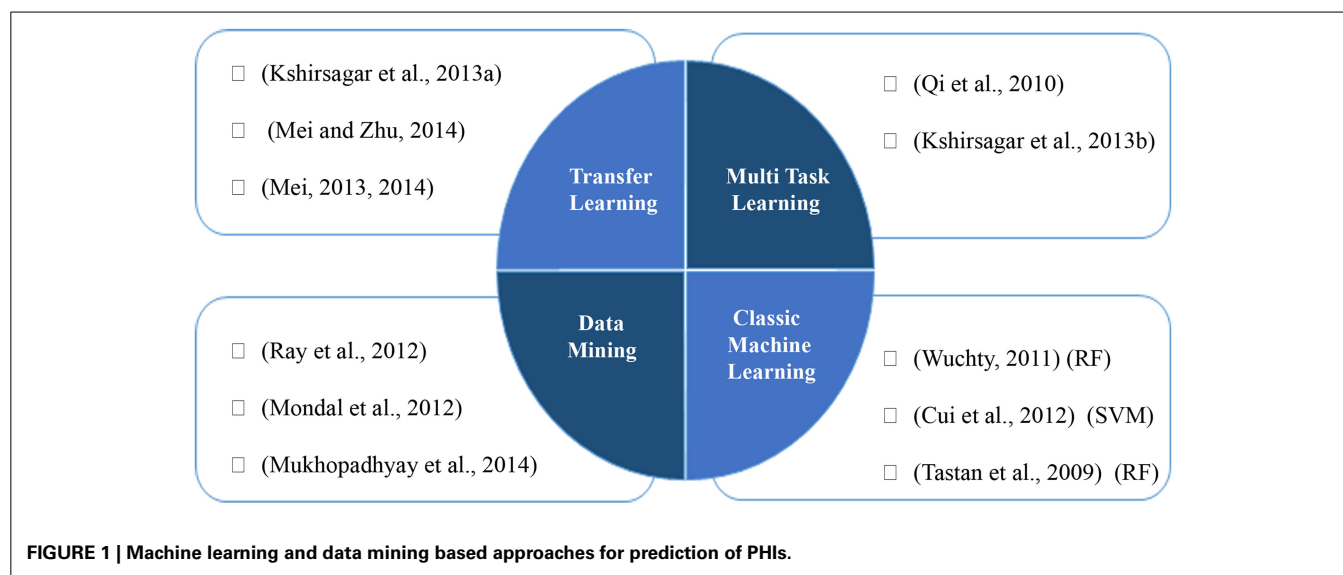 □ (Kshirsagar et al., 2013a)
□ (Mei and Zhu, 2014)
□ (Mei, 2013, 2014)
Transfer
Learning
Multi Task
Learning
□ (Qi et al., 2010)
□ (Kshirsagar et al., 2013b)
□ (Ray et al., 2012)
□ (Mondal et al., 2012)
□ (Mukhopadhyay et al., 2014)
Data
Mining
Classic
Machine
Learning
□ (Wuchty, 2011) (RF)
□ (Cui et al., 2012) (SVM)
□ (Tastan et al., 2009) (RF)
FIGURE 1 | Machine learning and data mining based approaches for prediction of PHIs.